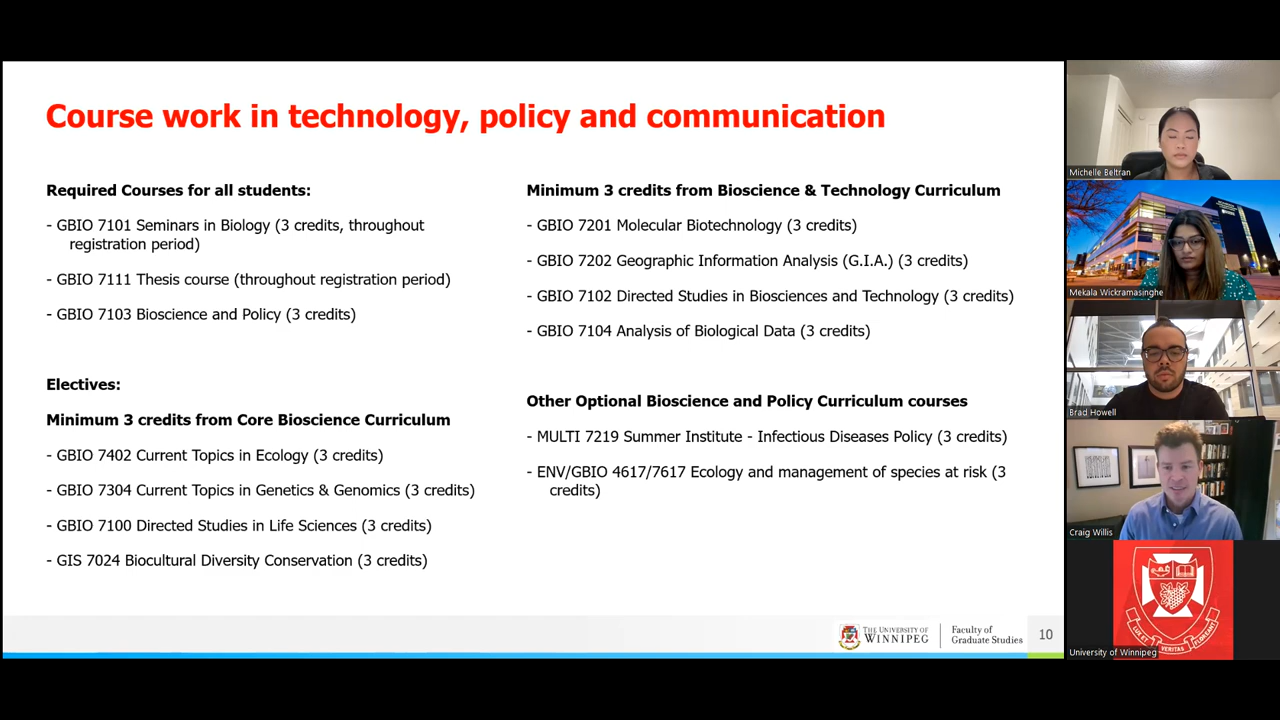 Course work in technology, policy and communication
Required Courses for all students:
- GBIO 7101 Seminars in Biology (3 credits, throughout
registration period)
- GBIO 7111 Thesis course (throughout registration period)
- GBIO 7103 Bioscience and Policy (3 credits)
Electives:
Minimum 3 credits from Core Bioscience Curriculum
- GBIO 7402 Current Topics in Ecology (3 credits)
- GBIO 7304 Current Topics in Genetics & Genomics (3 credits)
- GBIO 7100 Directed Studies in Life Sciences (3 credits)
- GIS 7024 Biocultural Diversity Conservation (3 credits)
Minimum 3 credits from Bioscience & Technology Curriculum
- GBIO 7201 Molecular Biotechnology (3 credits)
- GBIO 7202 Geographic Information Analysis (G.I.A.) (3 credits)
- GBIO 7102 Directed Studies in Biosciences and Technology (3 credits)
- GBIO 7104 Analysis of Biological Data (3 credits)
Other Optional Bioscience and Policy Curriculum courses
- MULTI 7219 Summer Institute - Infectious Diseases Policy (3 credits)
- ENV/GBIO 4617/7617 Ecology and management of species at risk (3
credits)
THE UNIVERSITY OF
WINNIPEG
Faculty of
Graduate Studies
10
Michelle Beltran
Mekala Wickramasinghe
Brad Howell
Craig Willis
LUX ET VERITAS FLOREANT
University of Winnipeg